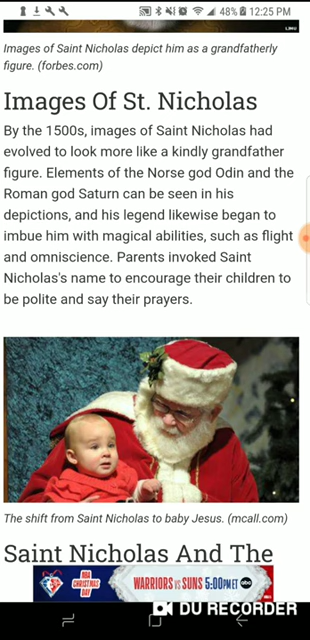 48% 12:25 PM
LIMU
Images of Saint Nicholas depict him as a grandfatherly
figure. (forbes.com)
Images Of St. Nicholas
By the 1500s, images of Saint Nicholas had
evolved to look more like a kindly grandfather
figure. Elements of the Norse god Odin and the
Roman god Saturn can be seen in his
depictions, and his legend likewise began to
imbue him with magical abilities, such as flight
and omniscience. Parents invoked Saint
Nicholas's name to encourage their children to
be polite and say their prayers.
The shift from Saint Nicholas to baby Jesus. (mcall.com)
Saint Nicholas And The
NBA
CHRISTMAS
DAY
WARRIORS VS SUNS 5:00PM ET abc
DU RECORDER